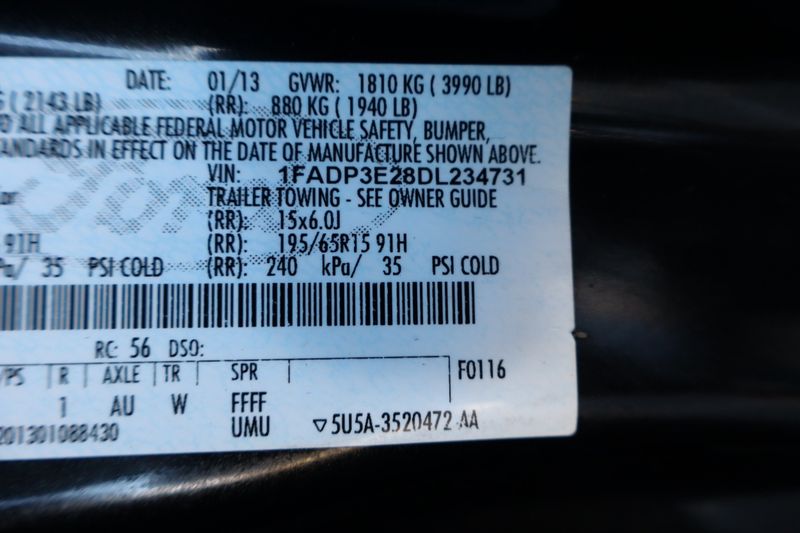 DATE: 01/13 GVWR: 1810 KG ( 3990 LB)
( 2143 LB) (RR): 880 KG ( 1940 LB)
ALL APPLICABLE FEDERAL MOTOR VEHICLE SAFETY, BUMPER,
STANDARDS IN EFFECT ON THE DATE OF MANUFACTURE SHOWN ABOVE.
VIN: 1FADP3E28DL234731
TRAILER TOWING - SEE OWNER GUIDE
(RR): 15x6.0J
91H (RR): 195/65R15 91H
/ 35 PSI COLD (RR): 240 kPa/ 35 PSI COLD
RC: 56 DSO:
/PS R AXLE TR SPR F0116
1 AU W FFFF
201301088430 UMU ▽5U5A-3520472 AA